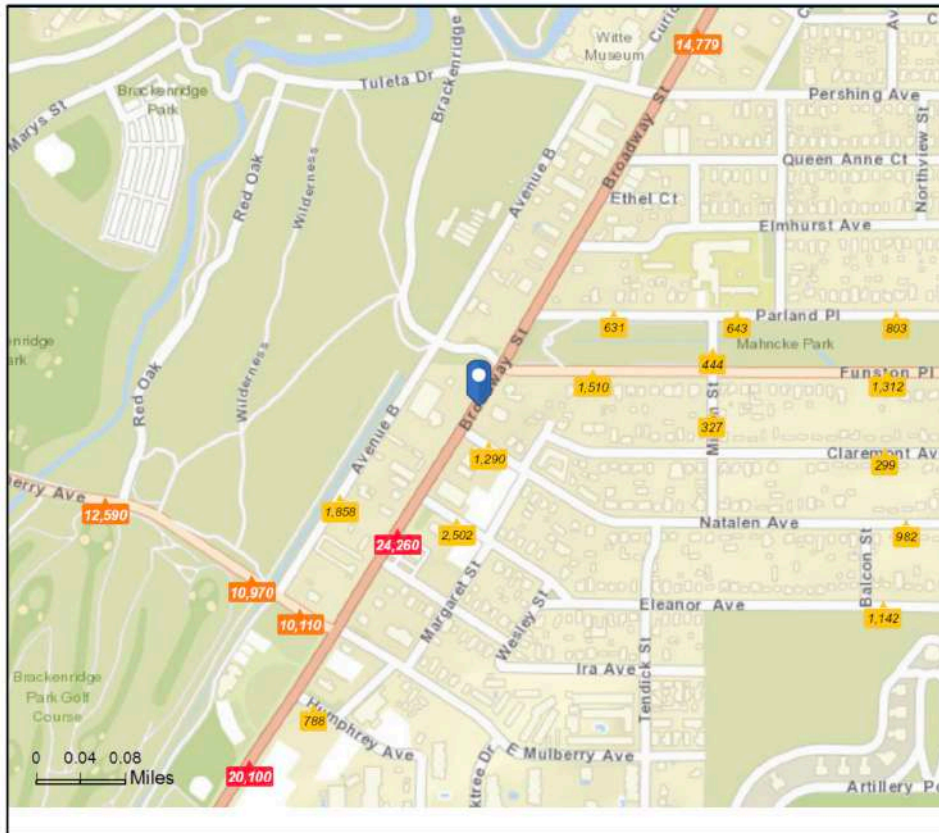 14,779
Witte
Museum
Tuleta Dr
Brackenridge
Park
Brackenridge
Pershing Ave
Marys St
Broadway St
Queen Anne Ct
Northview St
Avenue B
Ethel Ct
Red Oak
Wilderness
Elmhurst Ave
Parland Pl
631
643
803
Mahncke Park
444
Funston Pl
1,510
1,312
Broadway St
Red Oak
Wilderness
Avenue B
327
Claremont Av
1,290
299
12,590
1,858
2,502
Natalen Ave
982
24,260
Balcon St
10,970
Margaret St
Eleanor Ave
1,142
10,110
Wesley St
Ira Ave
Tendick St
Brackenridge
Park Golf
Course
788
Humphrey Ave
E Mulberry Ave
0 0.04 0.08
Miles
20,100
Artillery Po